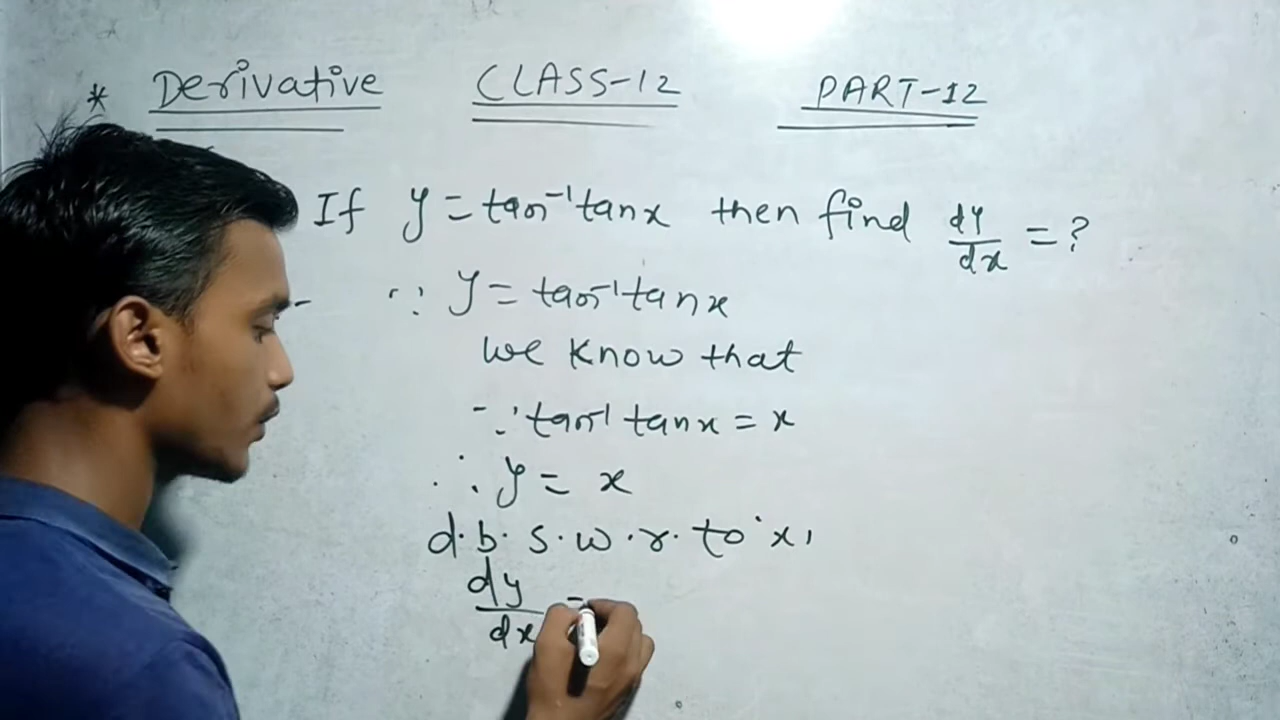 * Derivative CLASS-12 PART-12
If y = tan⁻¹tanx then find dy/dx = ?
∵ y = tan⁻¹tanx
we know that
∵ tan⁻¹ tanx = x
∴ y = x
d.b.s.w.r.to 'x,
dy/dx =